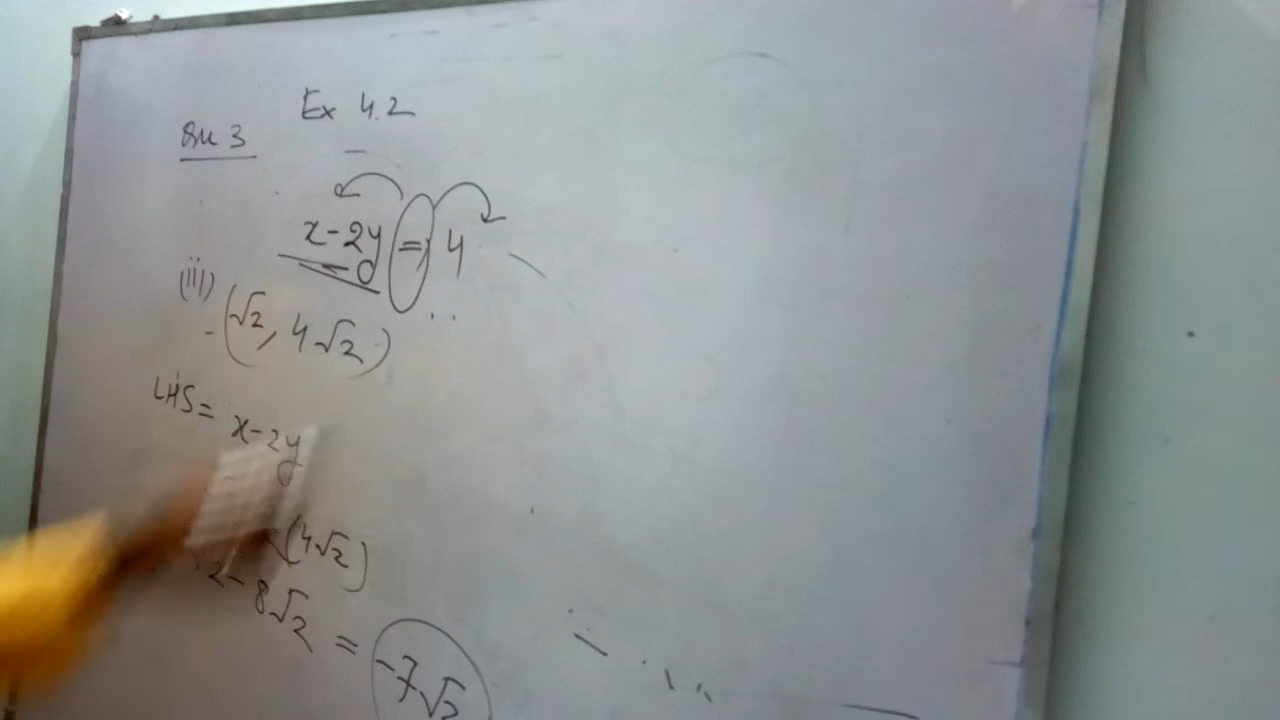 Ex 4.2
Qu 3
x-2y = 4
(iii) (√2, 4√2)
LHS = x-2y
(4√2)
2 - 8√2 = -7√2